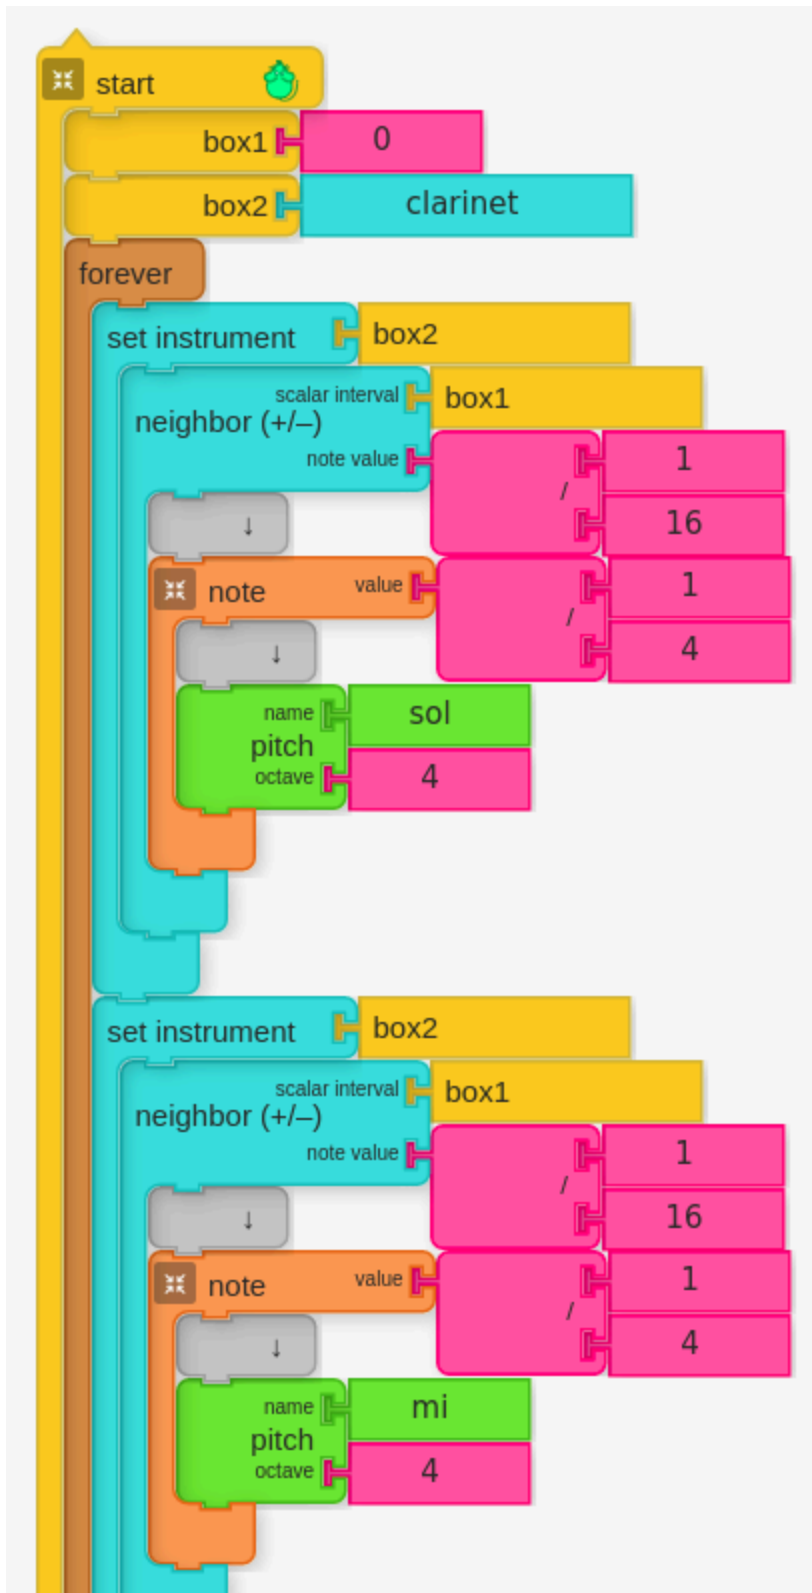 start
box1 0
box2 clarinet
forever
set instrument box2
scalar interval box1
neighbor (+/–)
note value 1
/
16
↓
note value 1
/
4
↓
name sol
pitch
octave 4
set instrument box2
scalar interval box1
neighbor (+/–)
note value 1
/
16
↓
note value 1
/
4
↓
name mi
pitch
octave 4